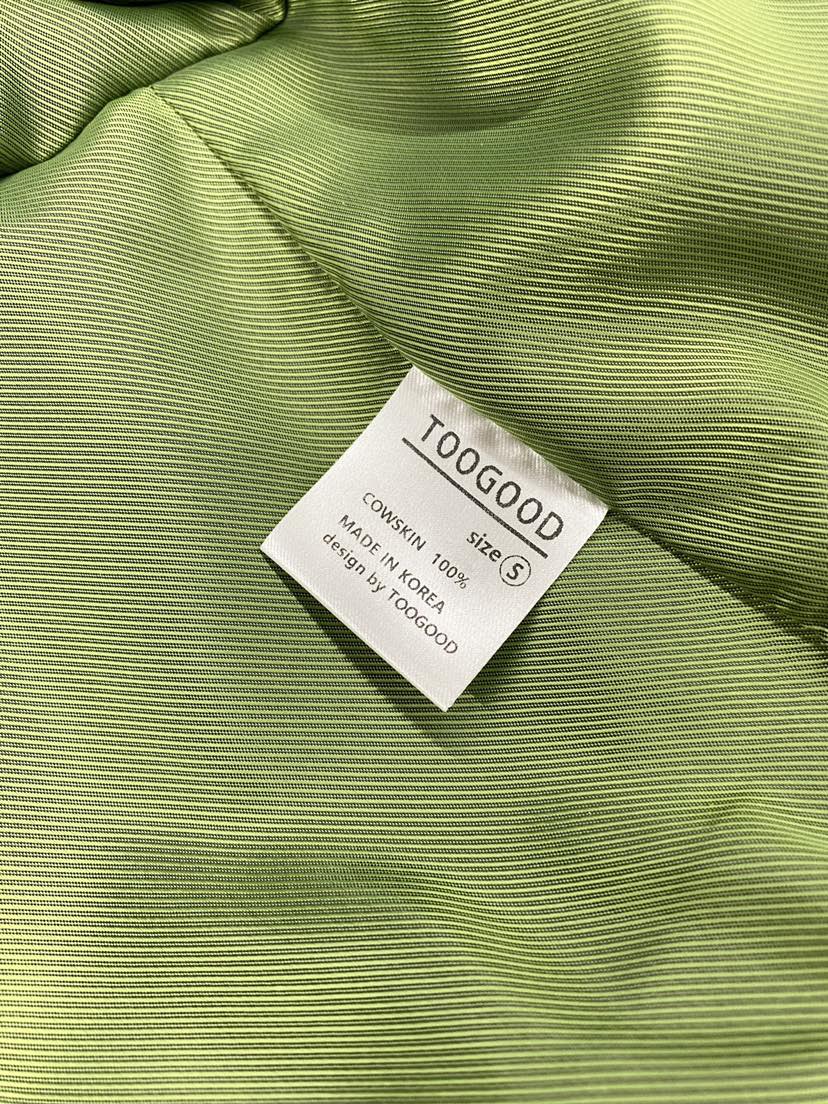 TOOGOOD
size S
COWSKIN 100%
MADE IN KOREA
design by TOOGOOD